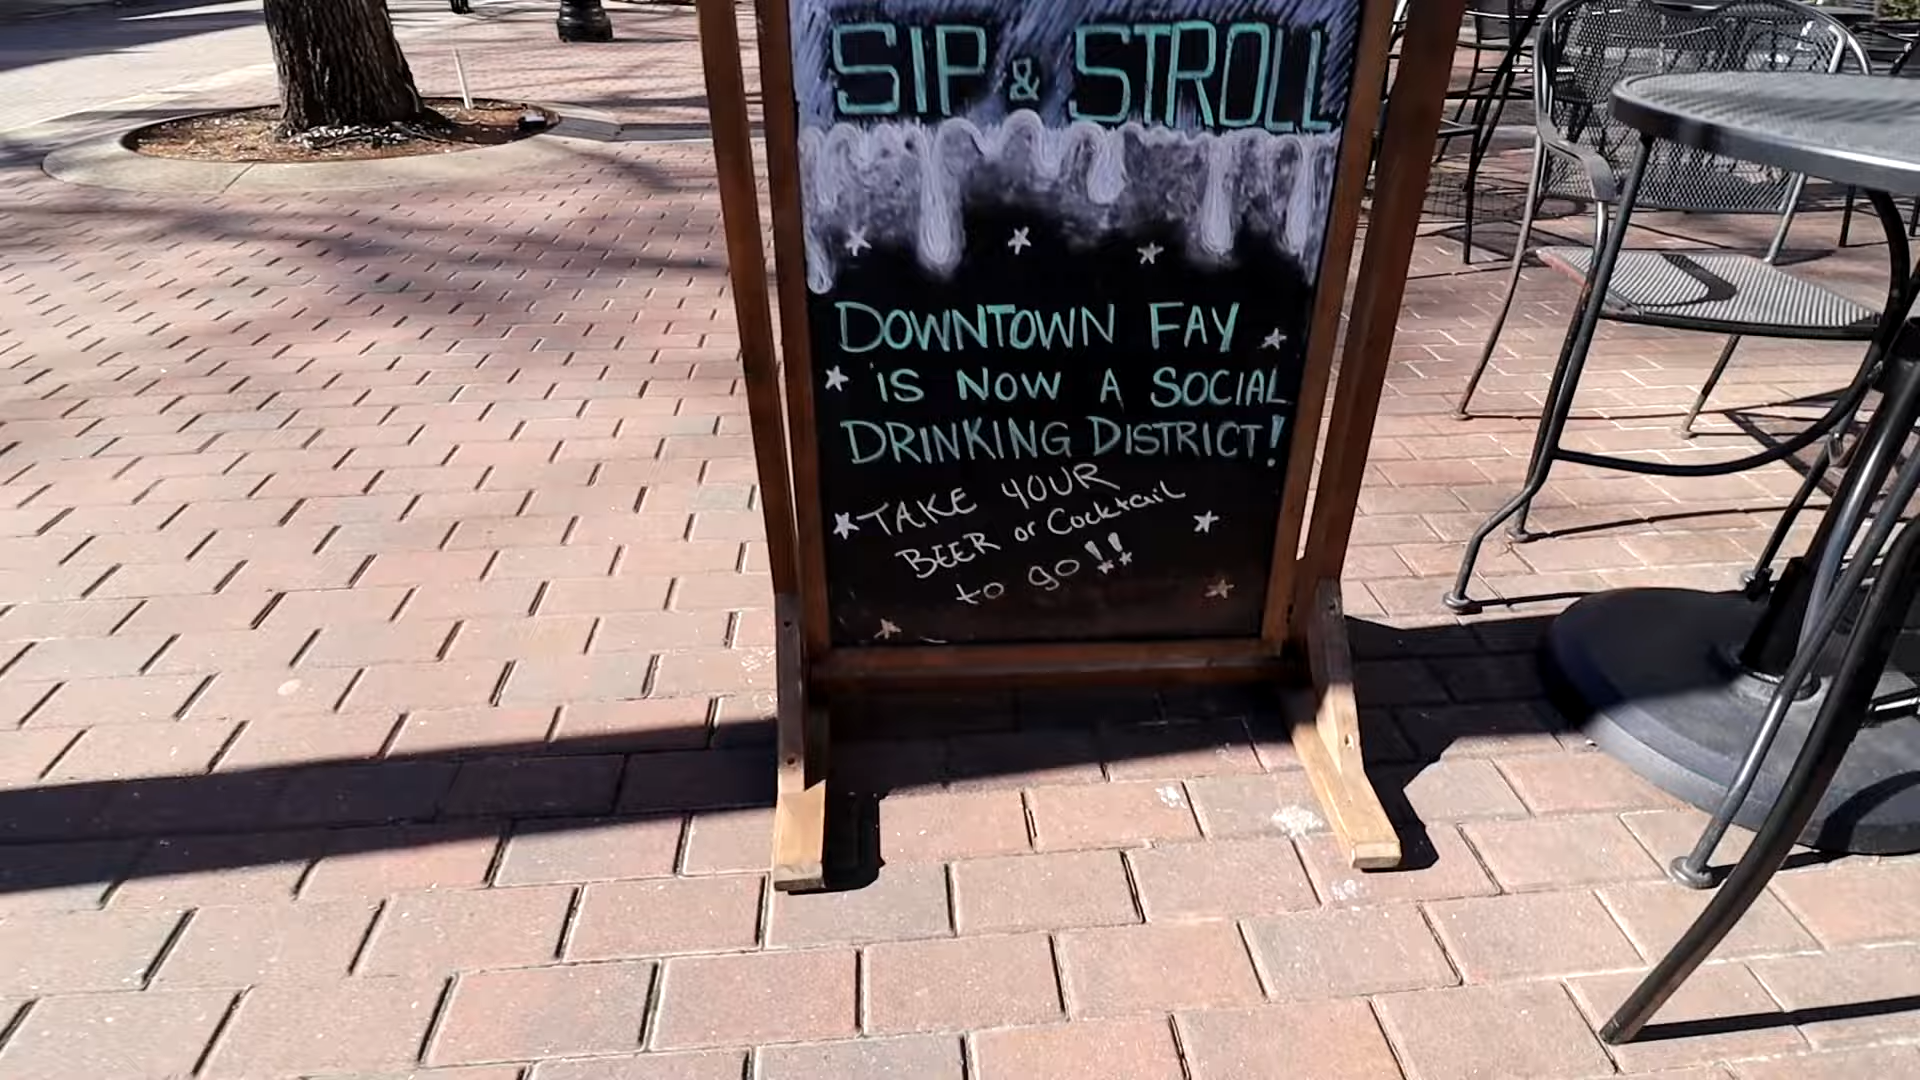 SIP & STROLL
DOWNTOWN FAY
IS NOW A SOCIAL
DRINKING DISTRICT!
TAKE YOUR
BEER or Cocktail
to go!!